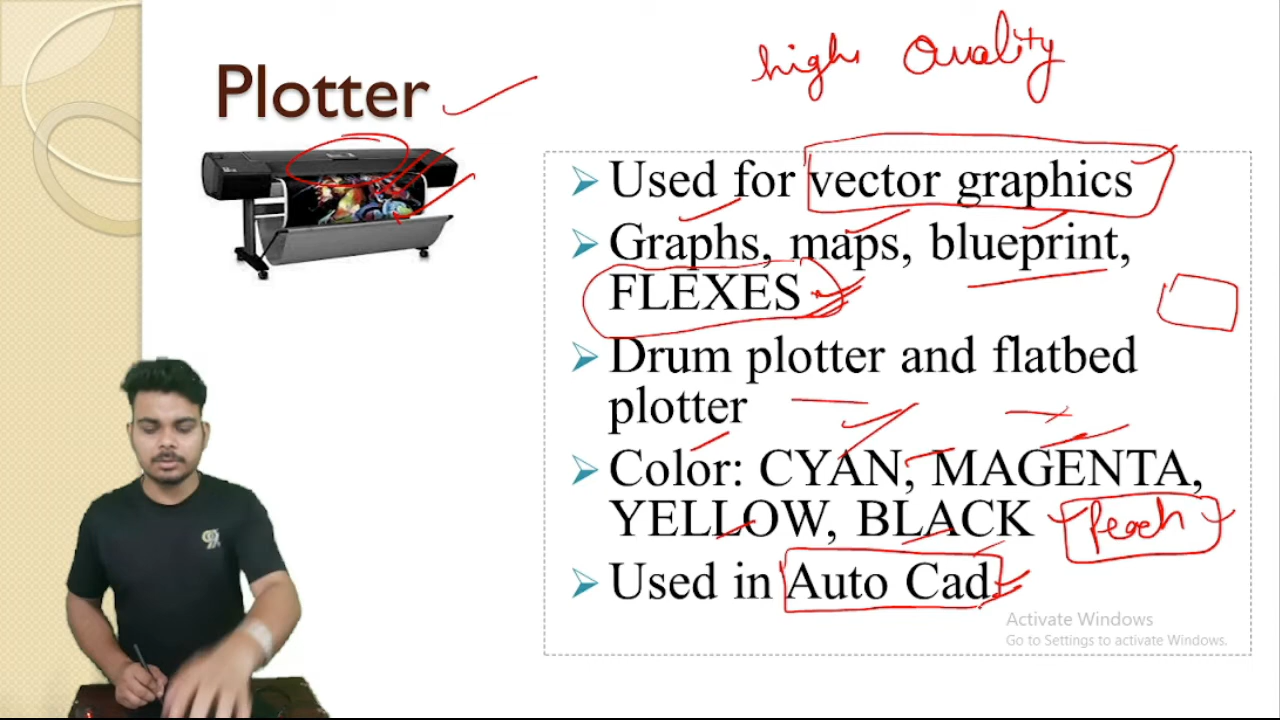 high Quality
Plotter
Used for vector graphics
Graphs, maps, blueprint,
FLEXES
Drum plotter and flatbed
plotter
Color: CYAN, MAGENTA,
YELLOW, BLACK
Peach
Used in Auto Cad.
Activate Windows
Go to Settings to activate Windows.